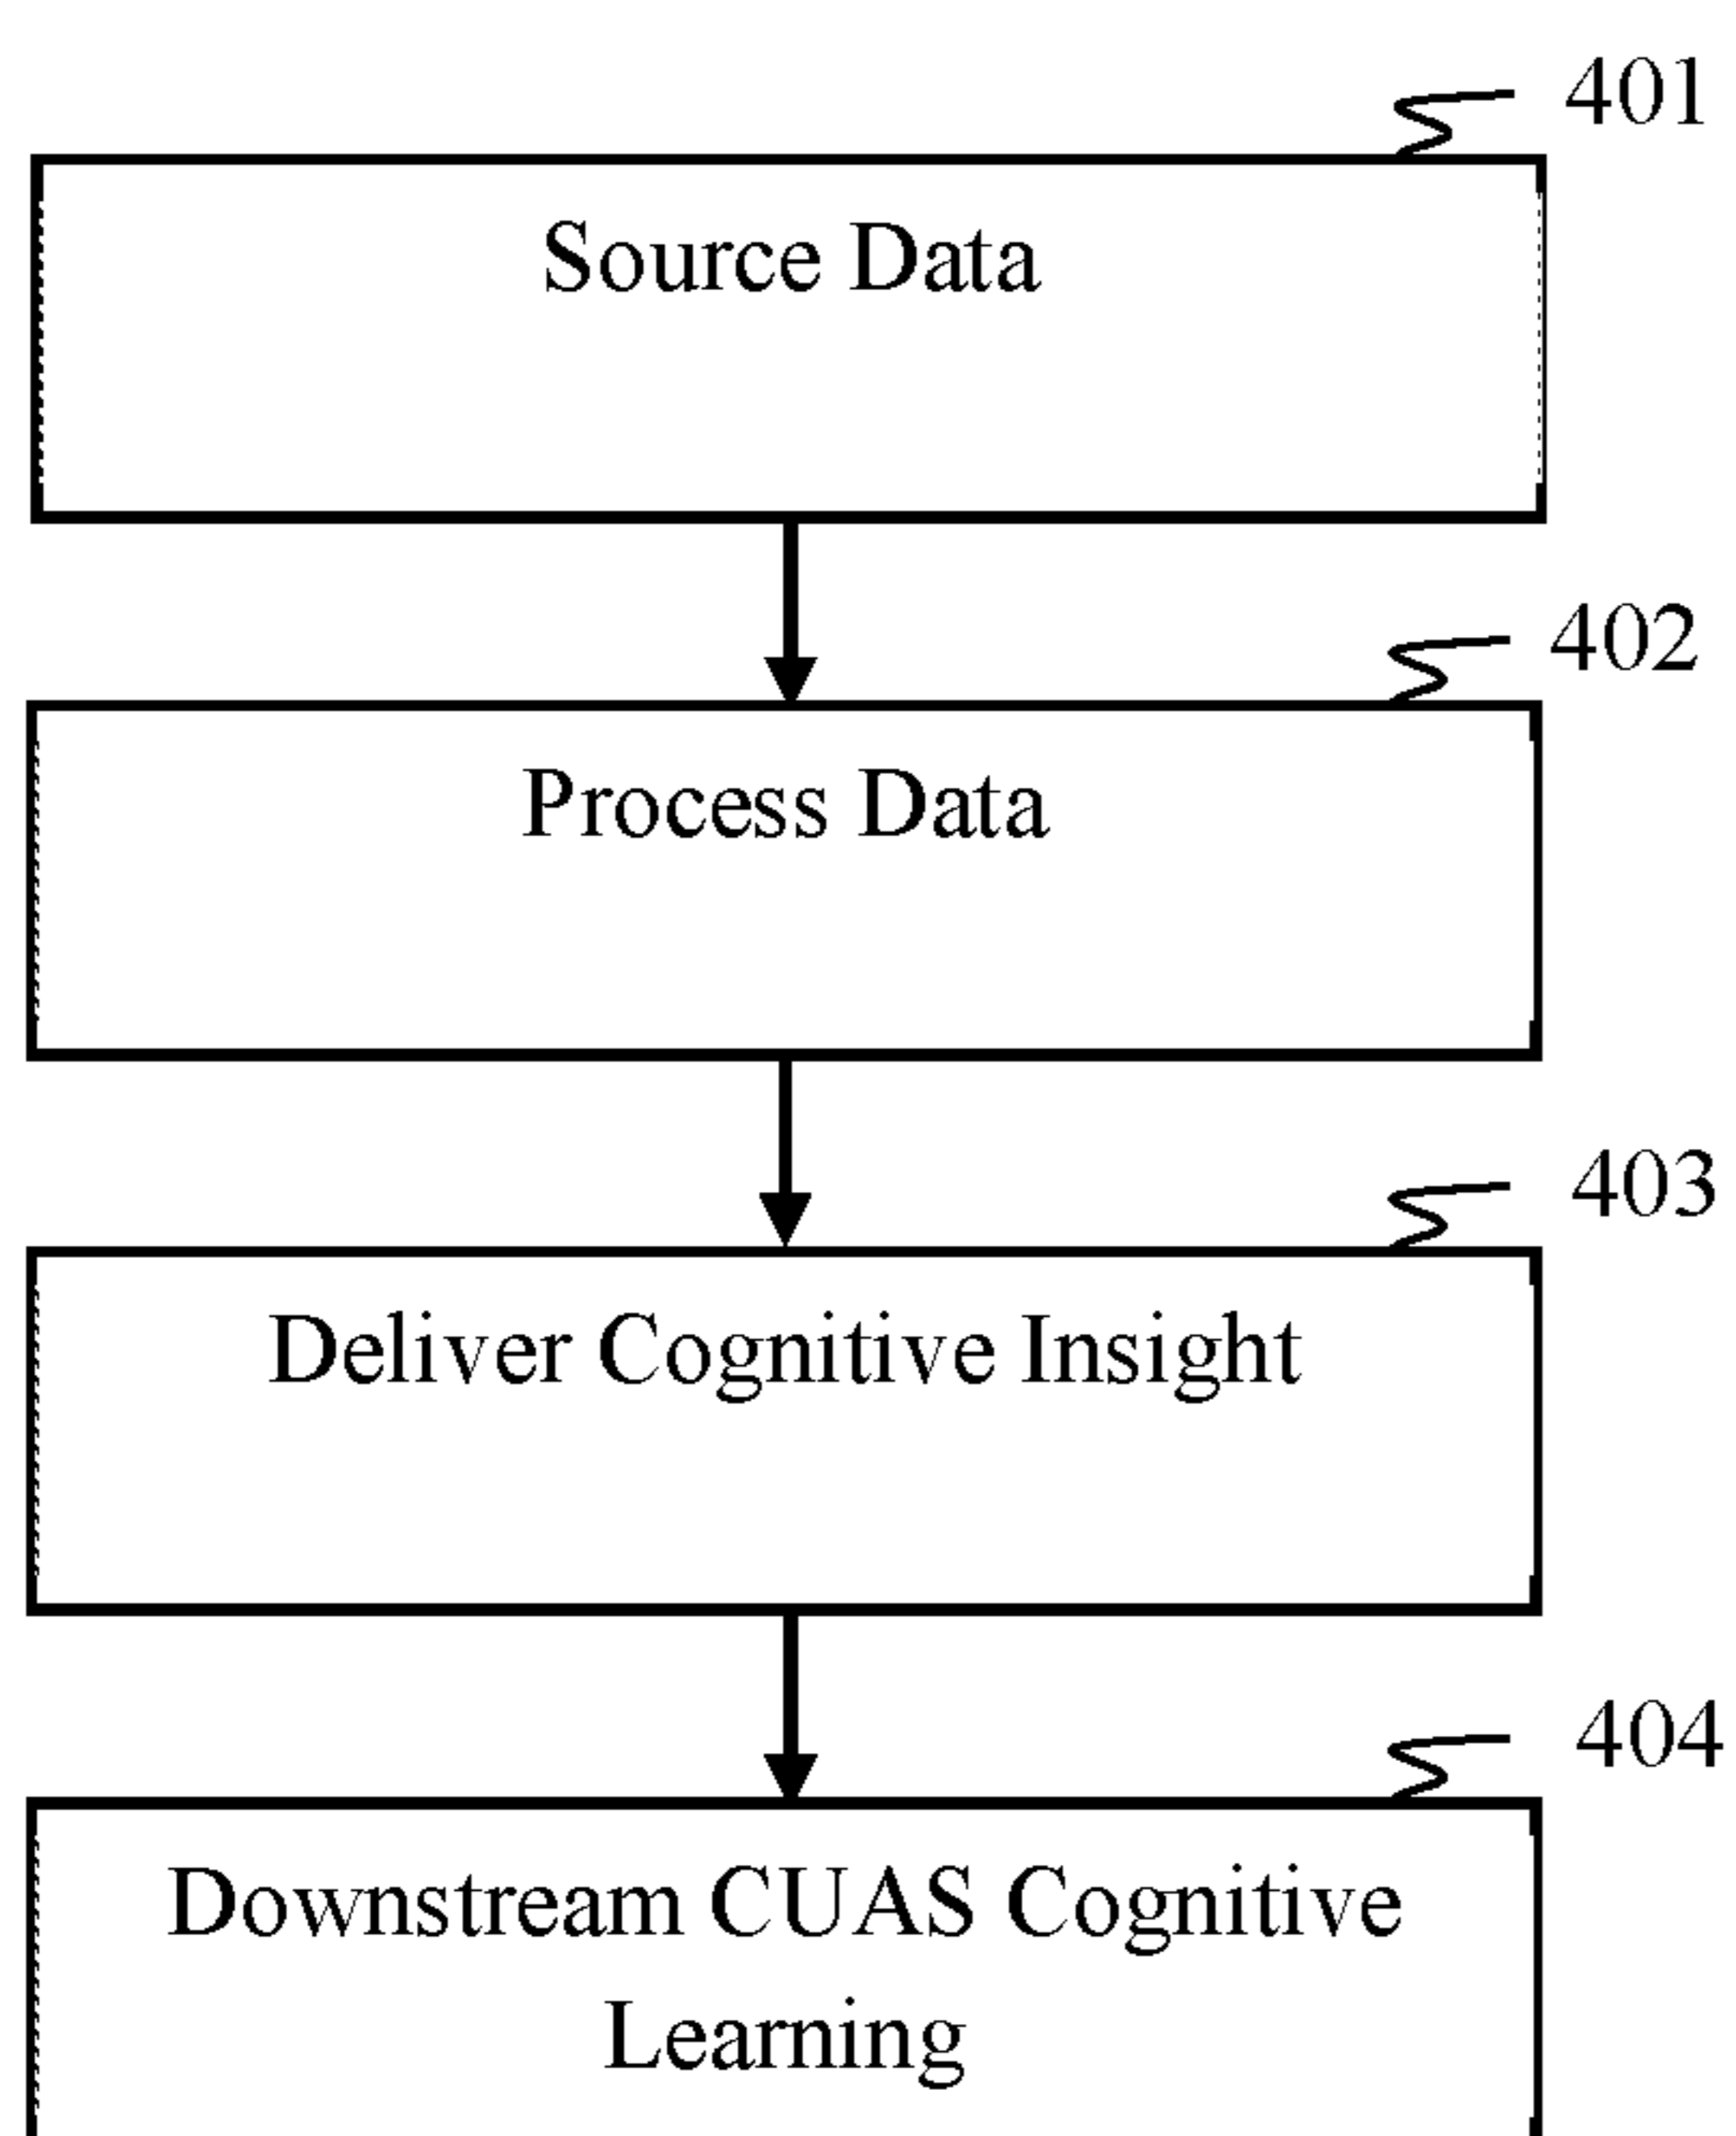 401
Source Data
402
Process Data
403
Deliver Cognitive Insight
404
Downstream CUAS Cognitive
Learning